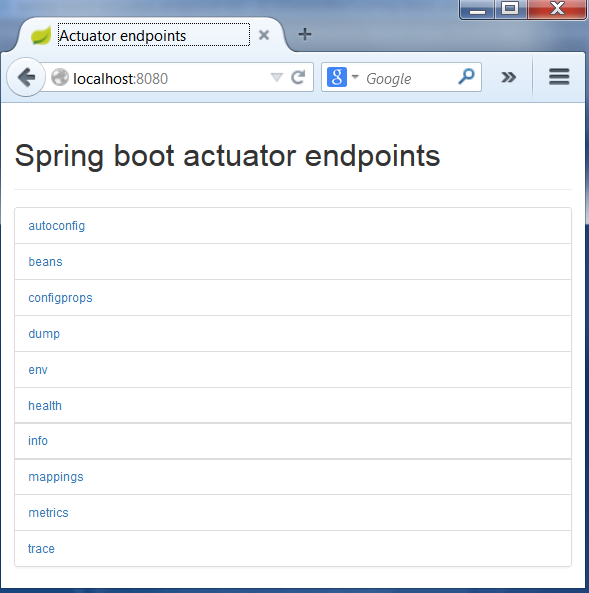 Actuator endpoints
localhost:8080
g
Google
Spring boot actuator endpoints
autoconfig
beans
configprops
dump
env
health
info
mappings
metrics
trace